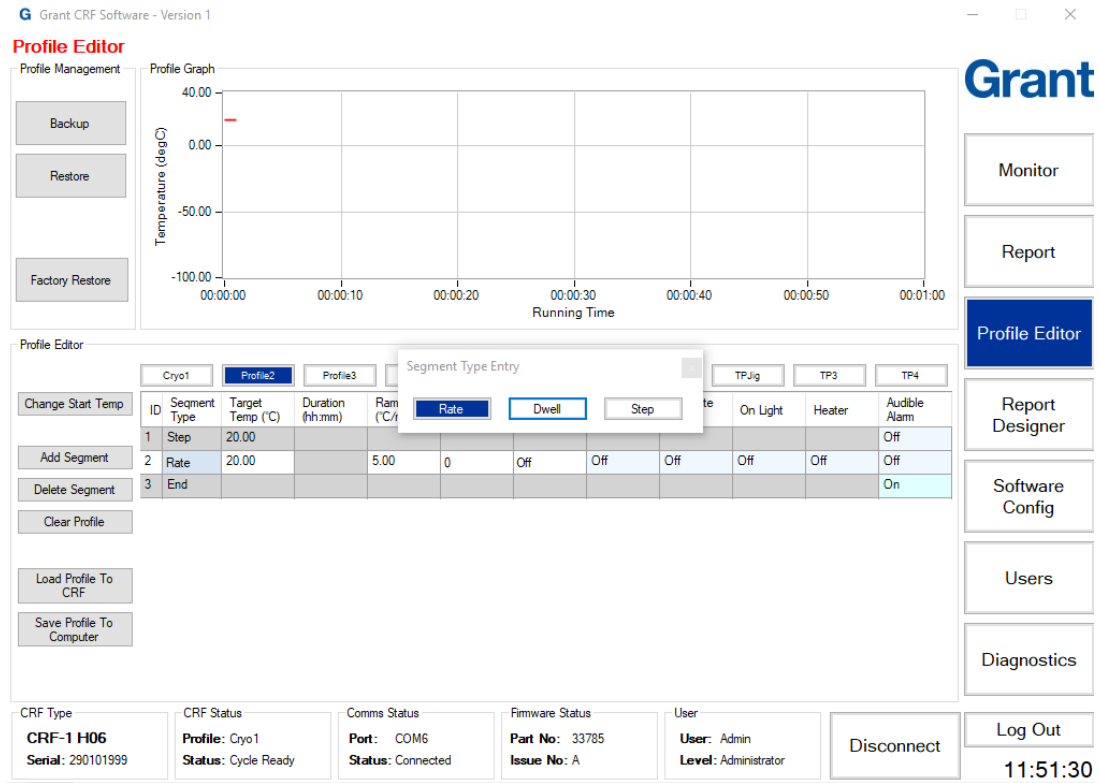 G Grant CRF Software - Version 1
Profile Editor
Grant
Profile Management
Backup
Restore
Factory Restore
Profile Graph
Temperature (degC)
40.00
0.00
-50.00
-100.00
00:00:00 00:00:10 00:00:20 00:00:30 00:00:40 00:00:50 00:01:00
Running Time
Monitor
Report
Profile Editor
Report
Designer
Software
Config
Users
Diagnostics
Profile Editor
Change Start Temp
Add Segment
Delete Segment
Clear Profile
Load Profile To
CRF
Save Profile To
Computer
Cryo1 Profile2 Profile3 TPJig TP3 TP4
Segment Type Entry
Rate Dwell Step
ID Segment Target Duration On Light Heater Audible
Type Temp (°C) (hh:mm) Alarm
1 Step 20.00 Off
2 Rate 20.00 5.00 0 Off Off Off Off Off Off
3 End On
CRF Type
CRF-1 H06
Serial: 290101999
CRF Status
Profile: Cryo1
Status: Cycle Ready
Comms Status
Port: COM6
Status: Connected
Firmware Status
Part No: 33785
Issue No: A
User
User: Admin
Level: Administrator
Disconnect
Log Out
11:51:30